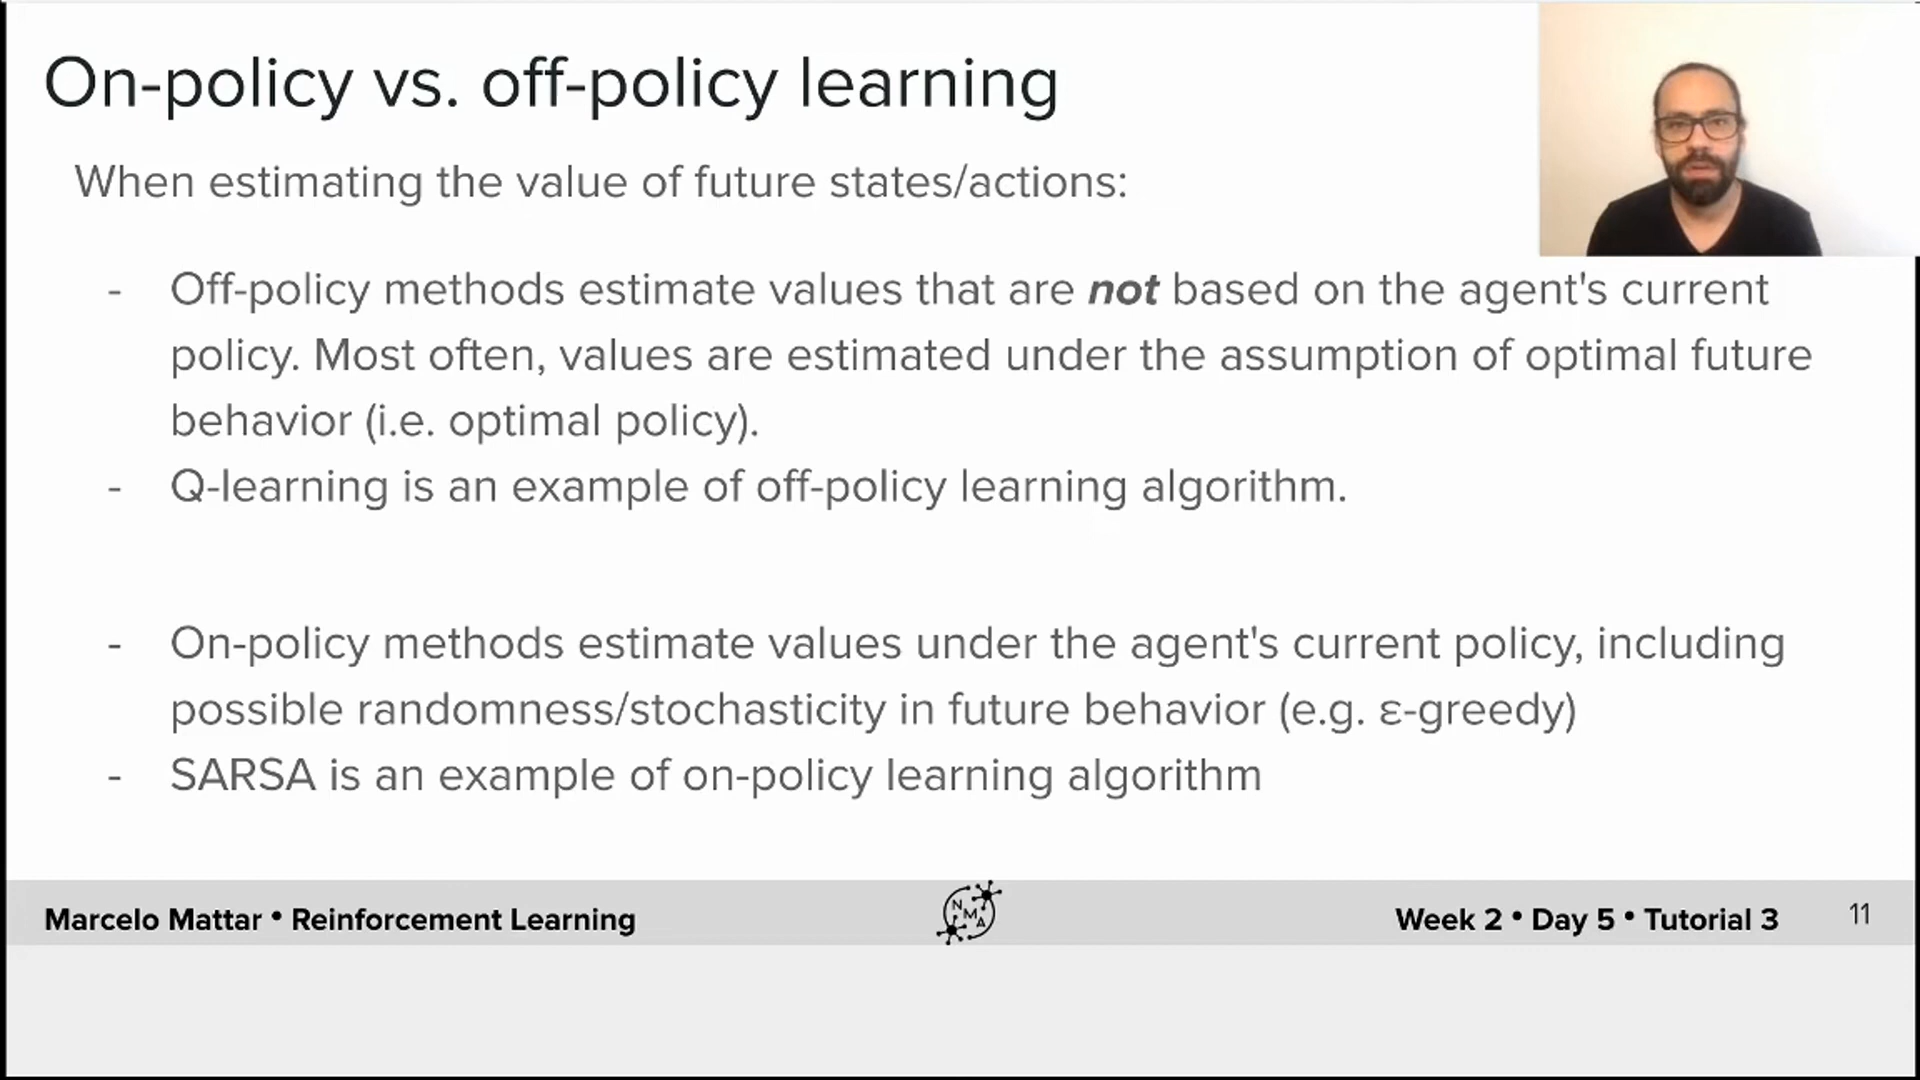 On-policy vs. off-policy learning
When estimating the value of future states/actions:
- Off-policy methods estimate values that are not based on the agent's current
policy. Most often, values are estimated under the assumption of optimal future
behavior (i.e. optimal policy).
- Q-learning is an example of off-policy learning algorithm.
- On-policy methods estimate values under the agent's current policy, including
possible randomness/stochasticity in future behavior (e.g. ε-greedy)
- SARSA is an example of on-policy learning algorithm
Marcelo Mattar • Reinforcement Learning
NMA
Week 2 • Day 5 • Tutorial 3
11